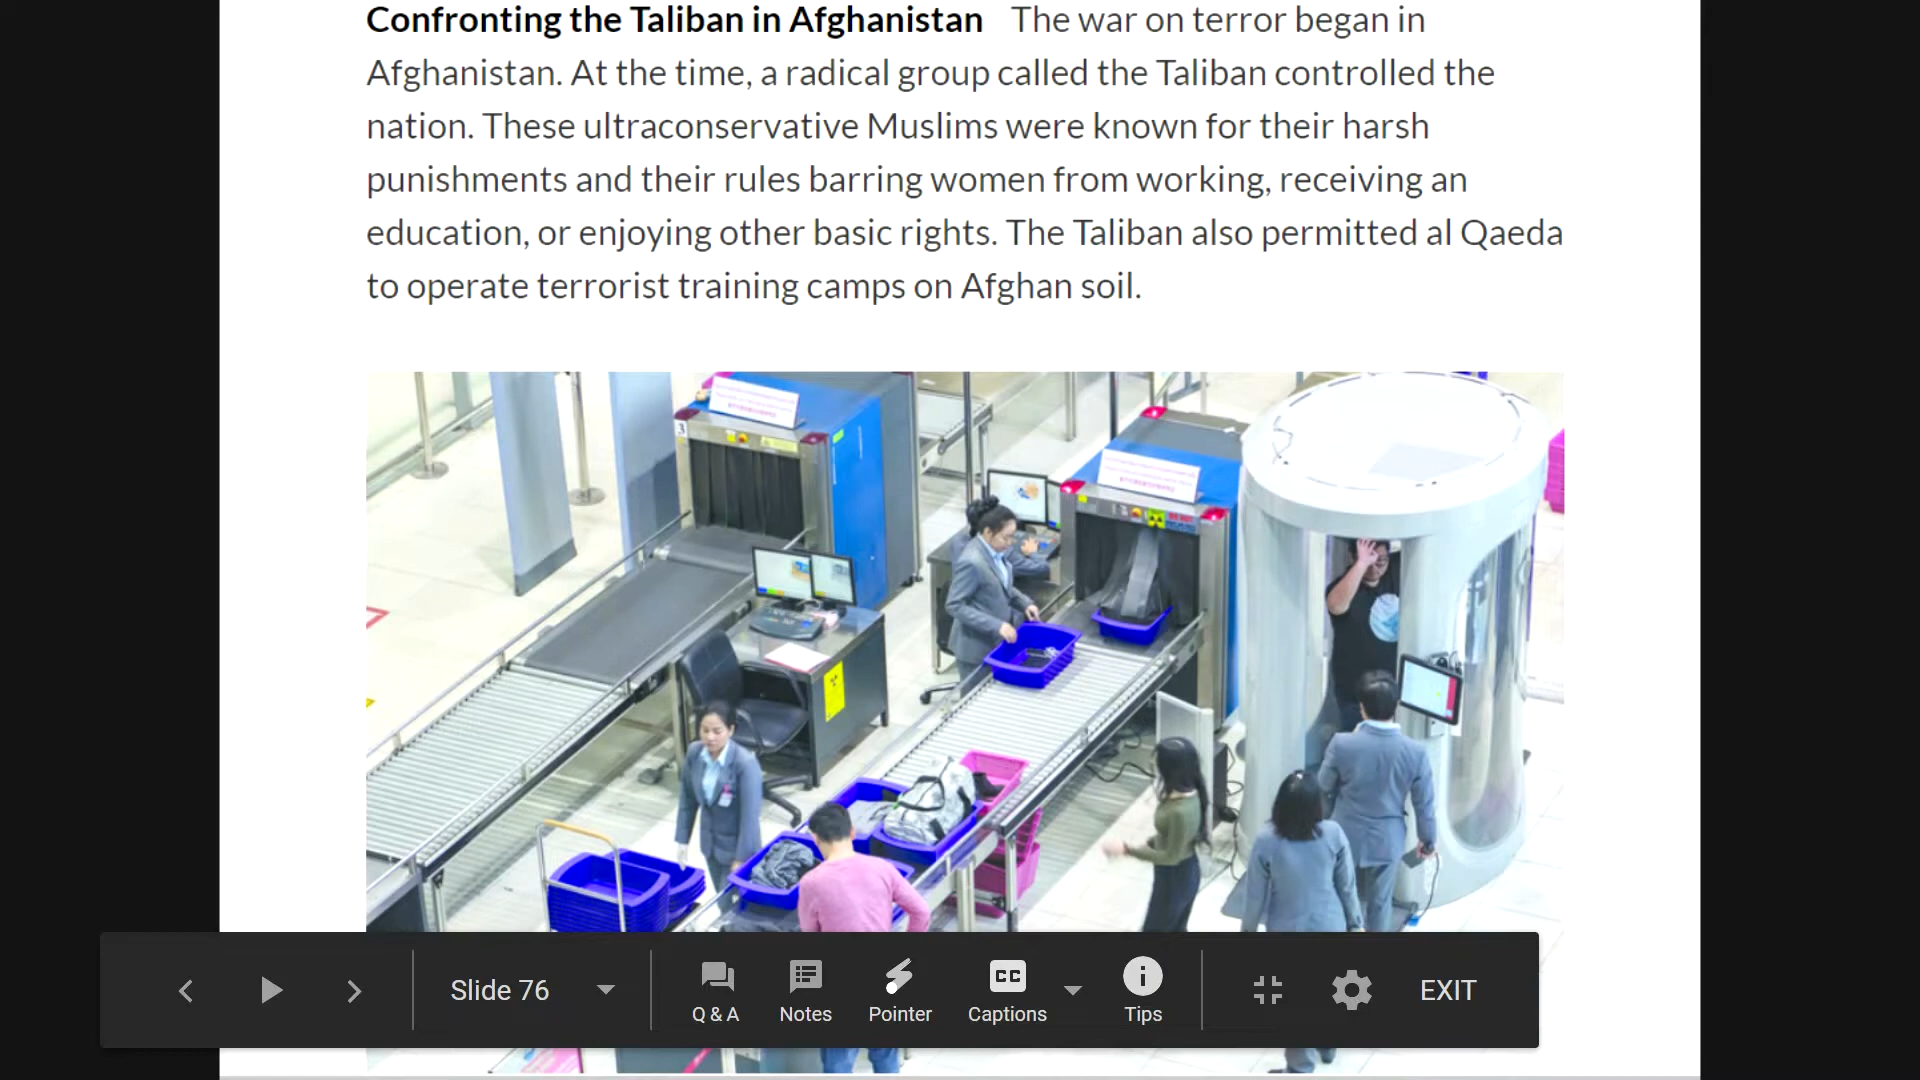 Confronting the Taliban in Afghanistan The war on terror began in
Afghanistan. At the time, a radical group called the Taliban controlled the
nation. These ultraconservative Muslims were known for their harsh
punishments and their rules barring women from working, receiving an
education, or enjoying other basic rights. The Taliban also permitted al Qaeda
to operate terrorist training camps on Afghan soil.
3
Slide 76
Q & A
Notes
Pointer
CC
Captions
Tips
EXIT